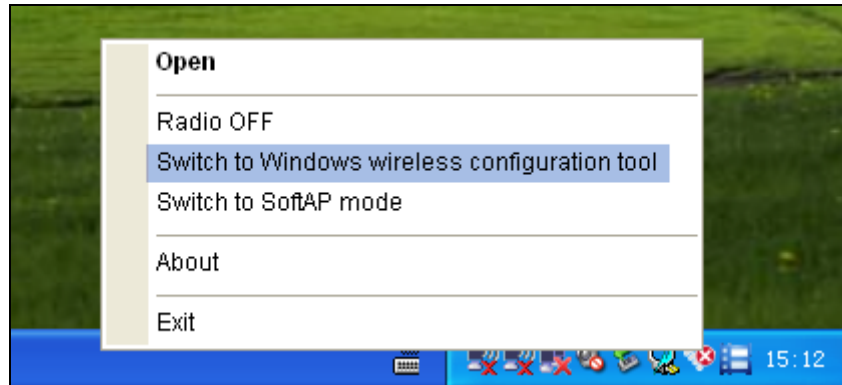 Open
Radio OFF
Switch to Windows wireless configuration tool
Switch to SoftAP mode
About
Exit
15:12